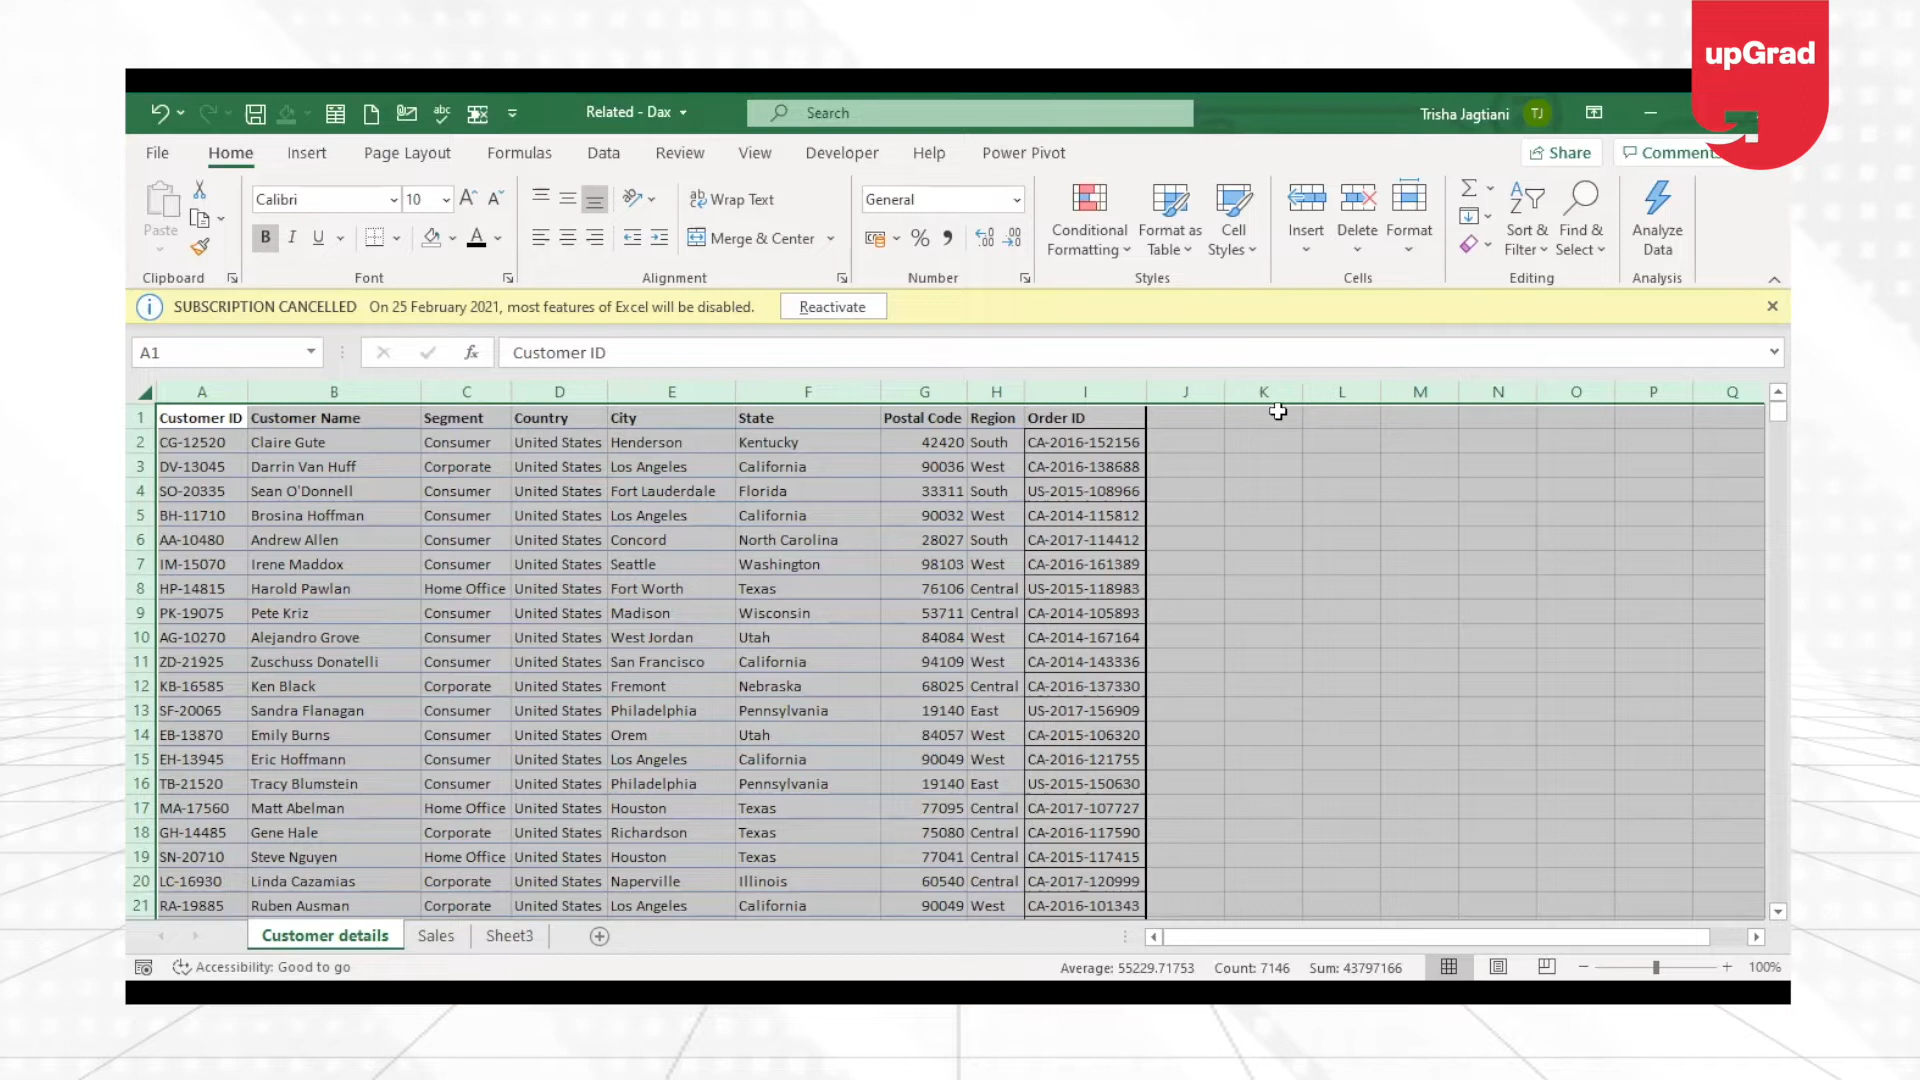 upGrad
Related - Dax
Search
Trisha Jagtiani
TJ
File Home Insert Page Layout Formulas Data Review View Developer Help Power Pivot
Share
Comment
Paste
Clipboard
Calibri 10
B I U A
Font
ab Wrap Text
Merge & Center
Alignment
General
% 9
Number
Conditional Formatting
Format as Table
Cell Styles
Styles
Insert Delete Format
Cells
Sort & Filter
Find & Select
Editing
Analyze Data
Analysis
SUBSCRIPTION CANCELLED On 25 February 2021, most features of Excel will be disabled. Reactivate
A1 fx Customer ID
A B C D E F G H I J K L M N O P Q
1 Customer ID Customer Name Segment Country City State Postal Code Region Order ID
2 CG-12520 Claire Gute Consumer United States Henderson Kentucky 42420 South CA-2016-152156
3 DV-13045 Darrin Van Huff Corporate United States Los Angeles California 90036 West CA-2016-138688
4 SO-20335 Sean O'Donnell Consumer United States Fort Lauderdale Florida 33311 South US-2015-108966
5 BH-11710 Brosina Hoffman Consumer United States Los Angeles California 90032 West CA-2014-115812
6 AA-10480 Andrew Allen Consumer United States Concord North Carolina 28027 South CA-2017-114412
7 IM-15070 Irene Maddox Consumer United States Seattle Washington 98103 West CA-2016-161389
8 HP-14815 Harold Pawlan Home Office United States Fort Worth Texas 76106 Central US-2015-118983
9 PK-19075 Pete Kriz Consumer United States Madison Wisconsin 53711 Central CA-2014-105893
10 AG-10270 Alejandro Grove Consumer United States West Jordan Utah 84084 West CA-2014-167164
11 ZD-21925 Zuschuss Donatelli Consumer United States San Francisco California 94109 West CA-2014-143336
12 KB-16585 Ken Black Corporate United States Fremont Nebraska 68025 Central CA-2016-137330
13 SF-20065 Sandra Flanagan Consumer United States Philadelphia Pennsylvania 19140 East US-2017-156909
14 EB-13870 Emily Burns Consumer United States Orem Utah 84057 West CA-2015-106320
15 EH-13945 Eric Hoffmann Consumer United States Los Angeles California 90049 West CA-2016-121755
16 TB-21520 Tracy Blumstein Consumer United States Philadelphia Pennsylvania 19140 East US-2015-150630
17 MA-17560 Matt Abelman Home Office United States Houston Texas 77095 Central CA-2017-107727
18 GH-14485 Gene Hale Corporate United States Richardson Texas 75080 Central CA-2016-117590
19 SN-20710 Steve Nguyen Home Office United States Houston Texas 77041 Central CA-2015-117415
20 LC-16930 Linda Cazamias Corporate United States Naperville Illinois 60540 Central CA-2017-120999
21 RA-19885 Ruben Ausman Corporate United States Los Angeles California 90049 West CA-2016-101343
Customer details Sales Sheet3
Accessibility: Good to go
Average: 55229.71753 Count: 7146 Sum: 43797166
100%